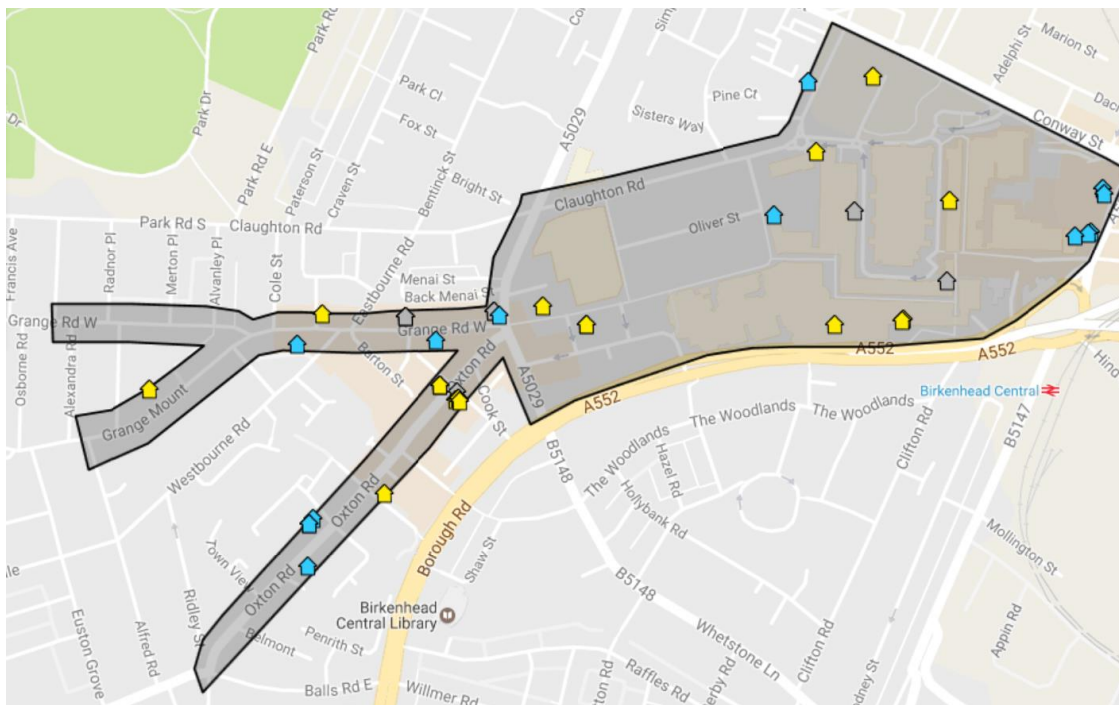 Park Rd
Park Dr
Dr
Park Rd E
Paterson St
Craven St
Park Cl
Fox St
Bentinck St
Bright St
A5029
Sisters Way
Pine Ct
Adelphi St
Marion St
Conway St
Claughton Rd
Oliver St
Park Rd S
Claughton Rd
Francis Ave
Radnor Pl
Merton Pl
Alvanley Pl
Cole St
Eastbourne Rd
Menai St
Back Menai St
Grange Rd W
Grange Rd W
Osborne Rd
Alexandra Rd
Burton St
Oxton Rd
A5029
Cook St
A552
A552
A552
Hind
Birkenhead Central
B5147
Grange Mount
Westbourne Rd
The Woodlands
The Woodlands
The Woodlands
Hazel Rd
Clifton Rd
B5148
Hollybank Rd
Oxton Rd
Borough Rd
Shaw St
Mollington St
Town View
Oxton Rd
B5148
Birkenhead
Central Library
Euston Grove
Alfred Rd
Ridley St
Belmont
Penrith St
Whetstone Ln
Clifton Rd
Appin Rd
Balls Rd E
Willmer Rd
Raffles Rd